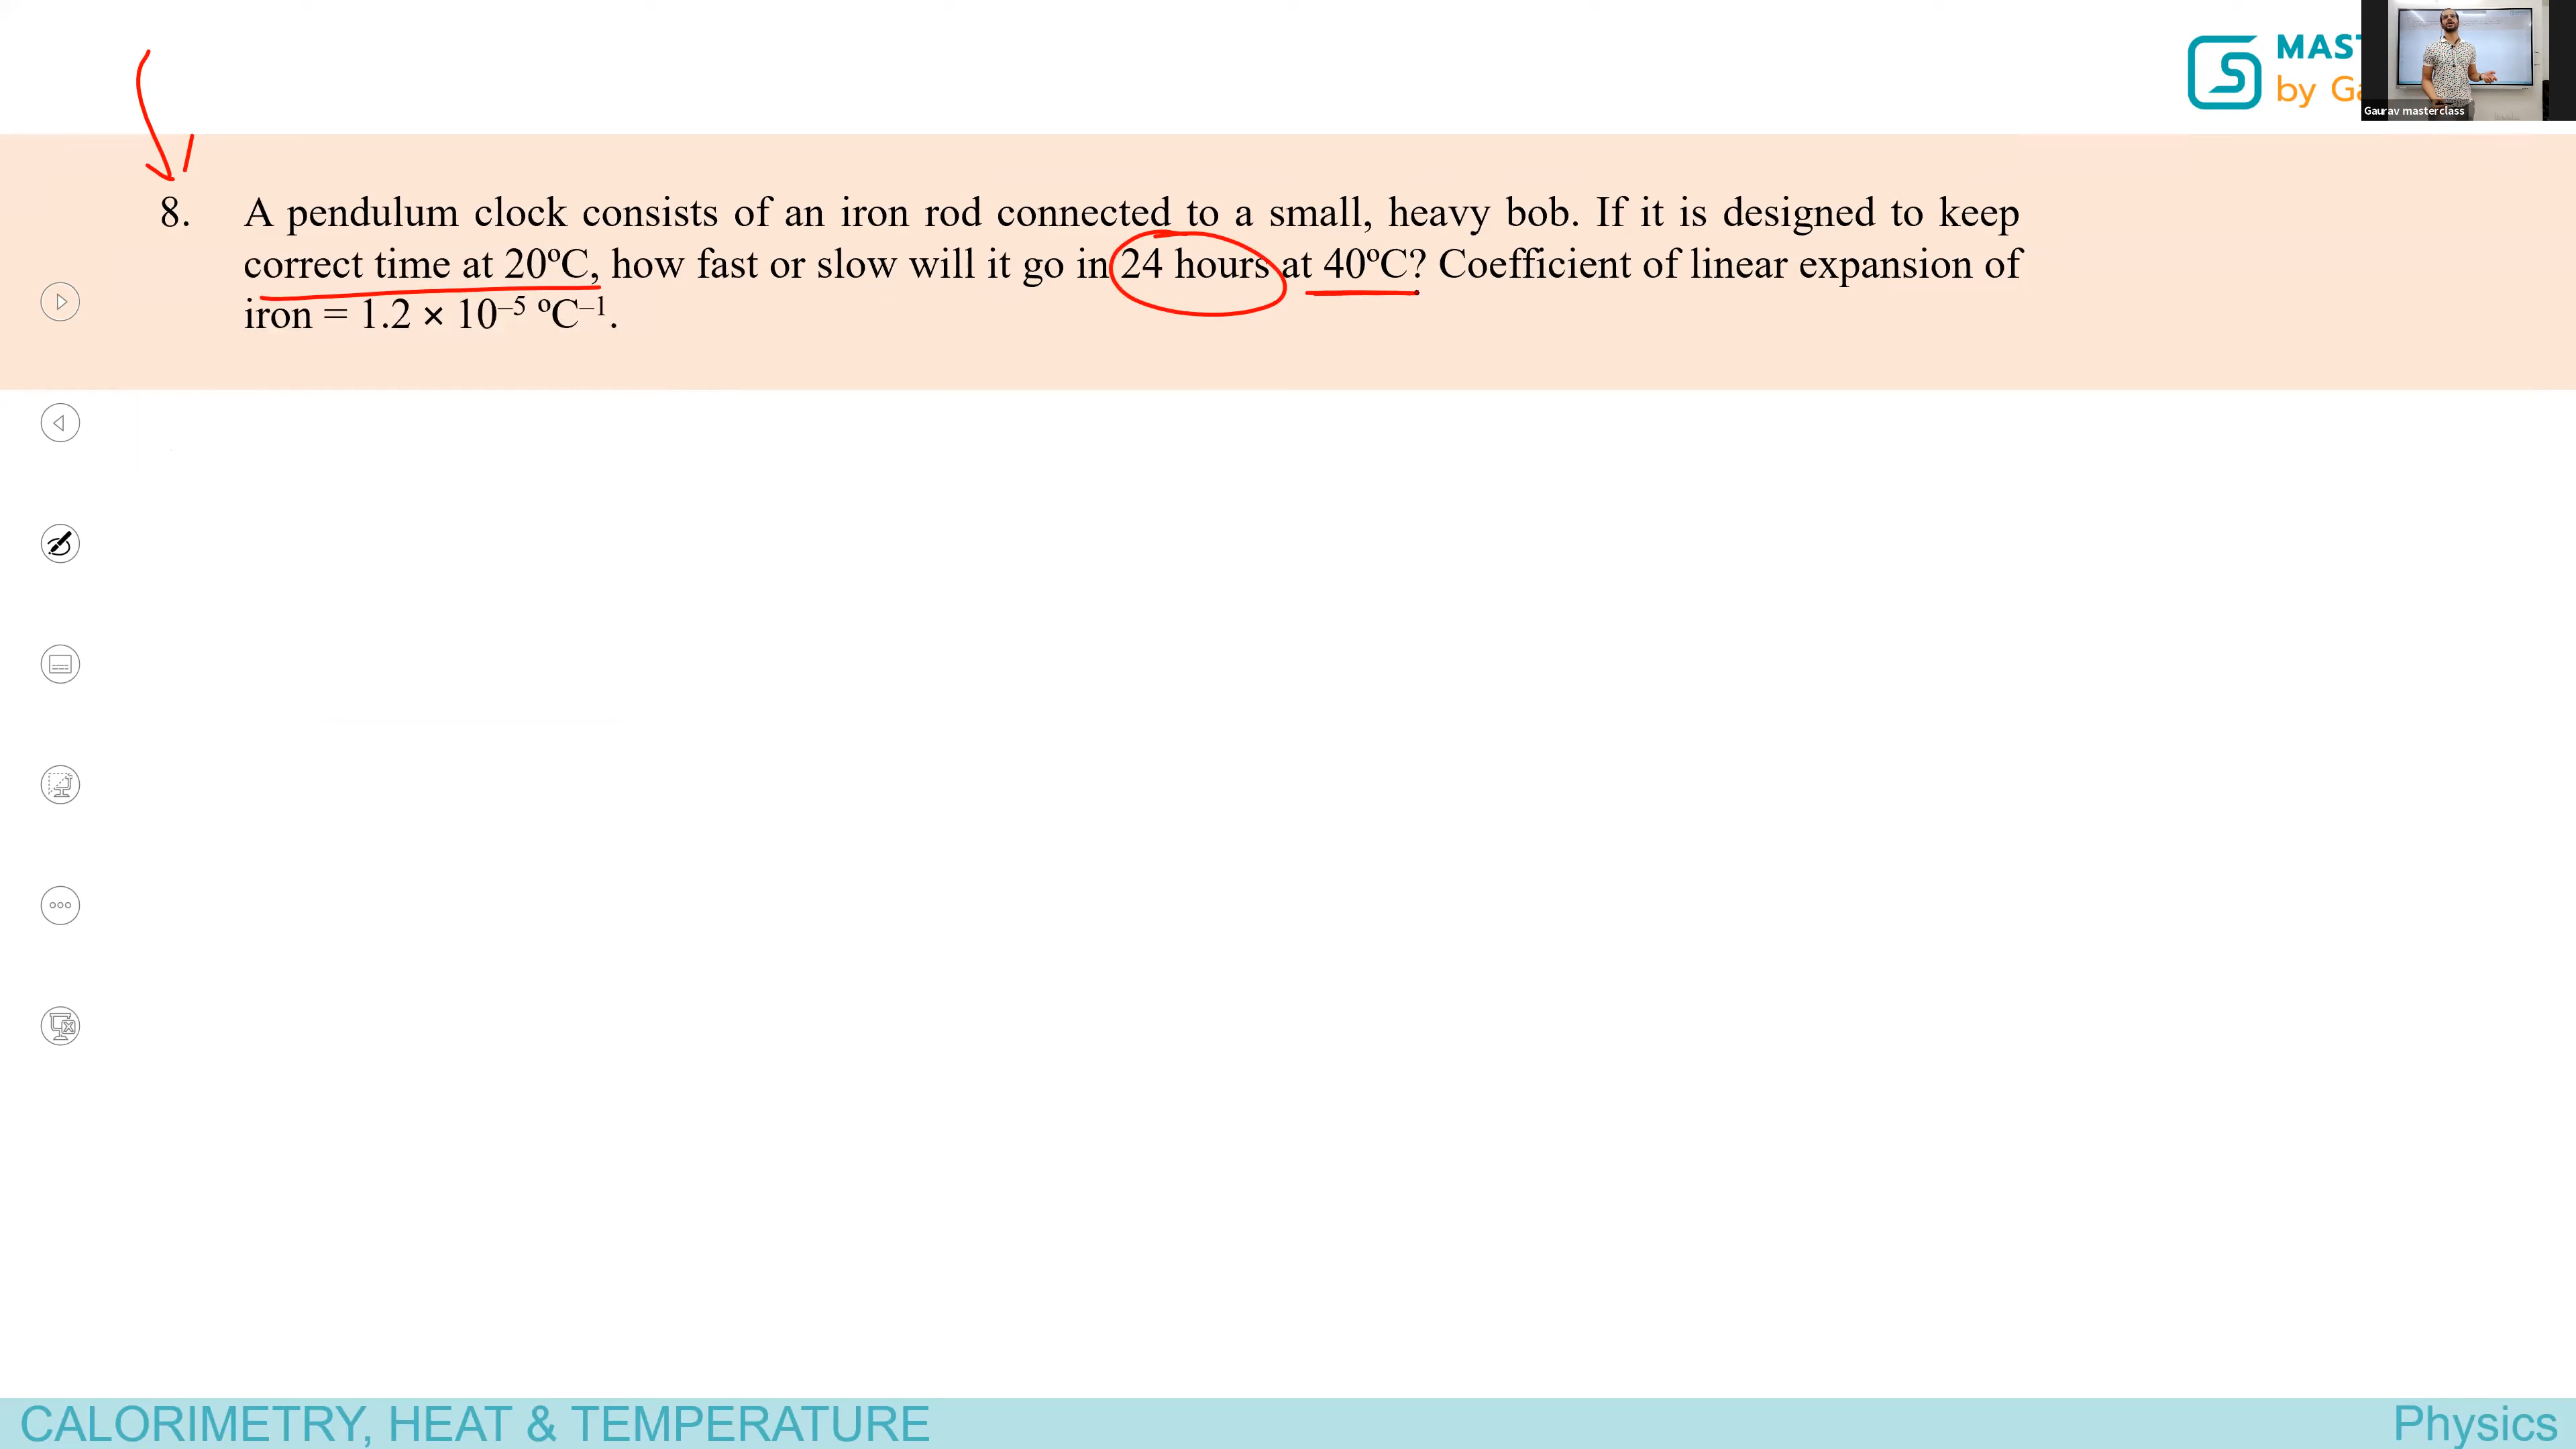 MAST
by Ga
Gaurav masterclass
8. A pendulum clock consists of an iron rod connected to a small, heavy bob. If it is designed to keep
correct time at 20ºC, how fast or slow will it go in 24 hours at 40ºC? Coefficient of linear expansion of
iron = 1.2 × 10⁻⁵ ºC⁻¹.
CALORIMETRY, HEAT & TEMPERATURE
Physics